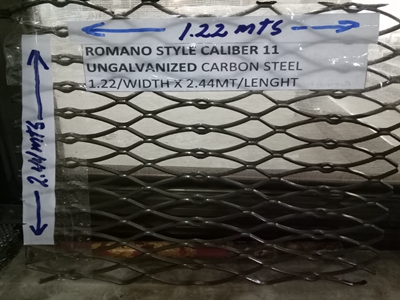 1.22 MTS
ROMANO STYLE CALIBER 11
UNGALVANIZED CARBON STEEL
1.22/WIDTH X 2.44MT/LENGHT
2.44/MTS